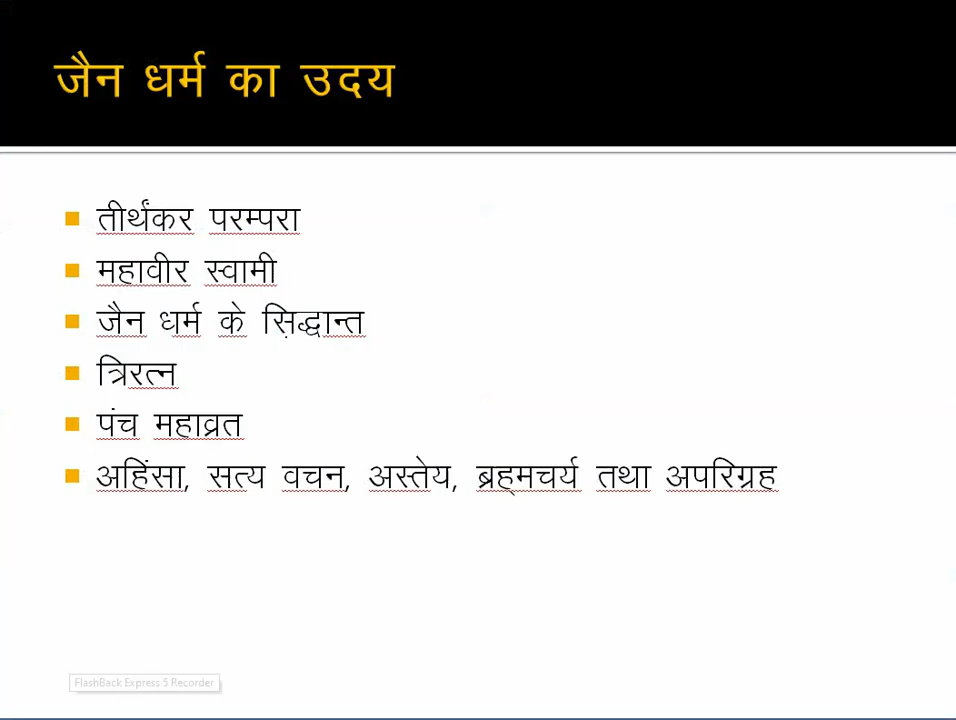 जैन धर्म का उदय
तीर्थंकर परम्परा
महावीर स्वामी
जैन धर्म के सिद्धान्त
त्रिरत्न
पंच महाव्रत
अहिंसा, सत्य वचन, अस्तेय, ब्रह्मचर्य तथा अपरिग्रह
FlashBack Express 5 Recorder